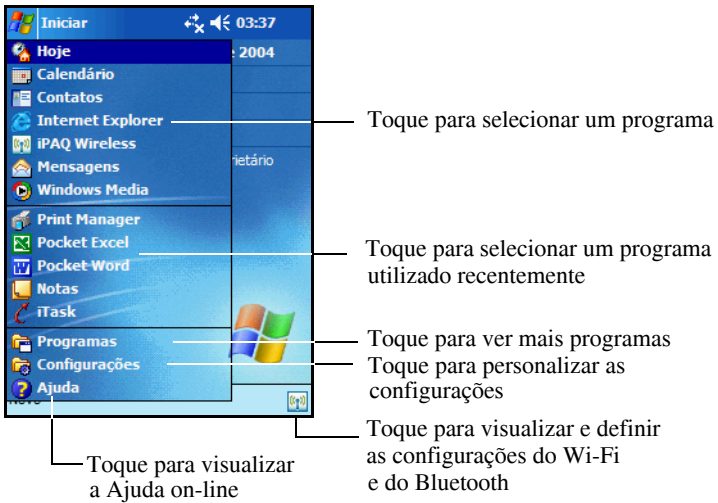 Iniciar 03:37
Hoje 2004
Calendário
Contatos
Internet Explorer
Toque para selecionar um programa
iPAQ Wireless
Mensagens
rietário
Windows Media
Print Manager
Pocket Excel
Toque para selecionar um programa
utilizado recentemente
Pocket Word
Notas
iTask
Programas
Toque para ver mais programas
Configurações
Toque para personalizar as
configurações
Ajuda
Toque para visualizar e definir
as configurações do Wi-Fi
e do Bluetooth
Toque para visualizar
a Ajuda on-line